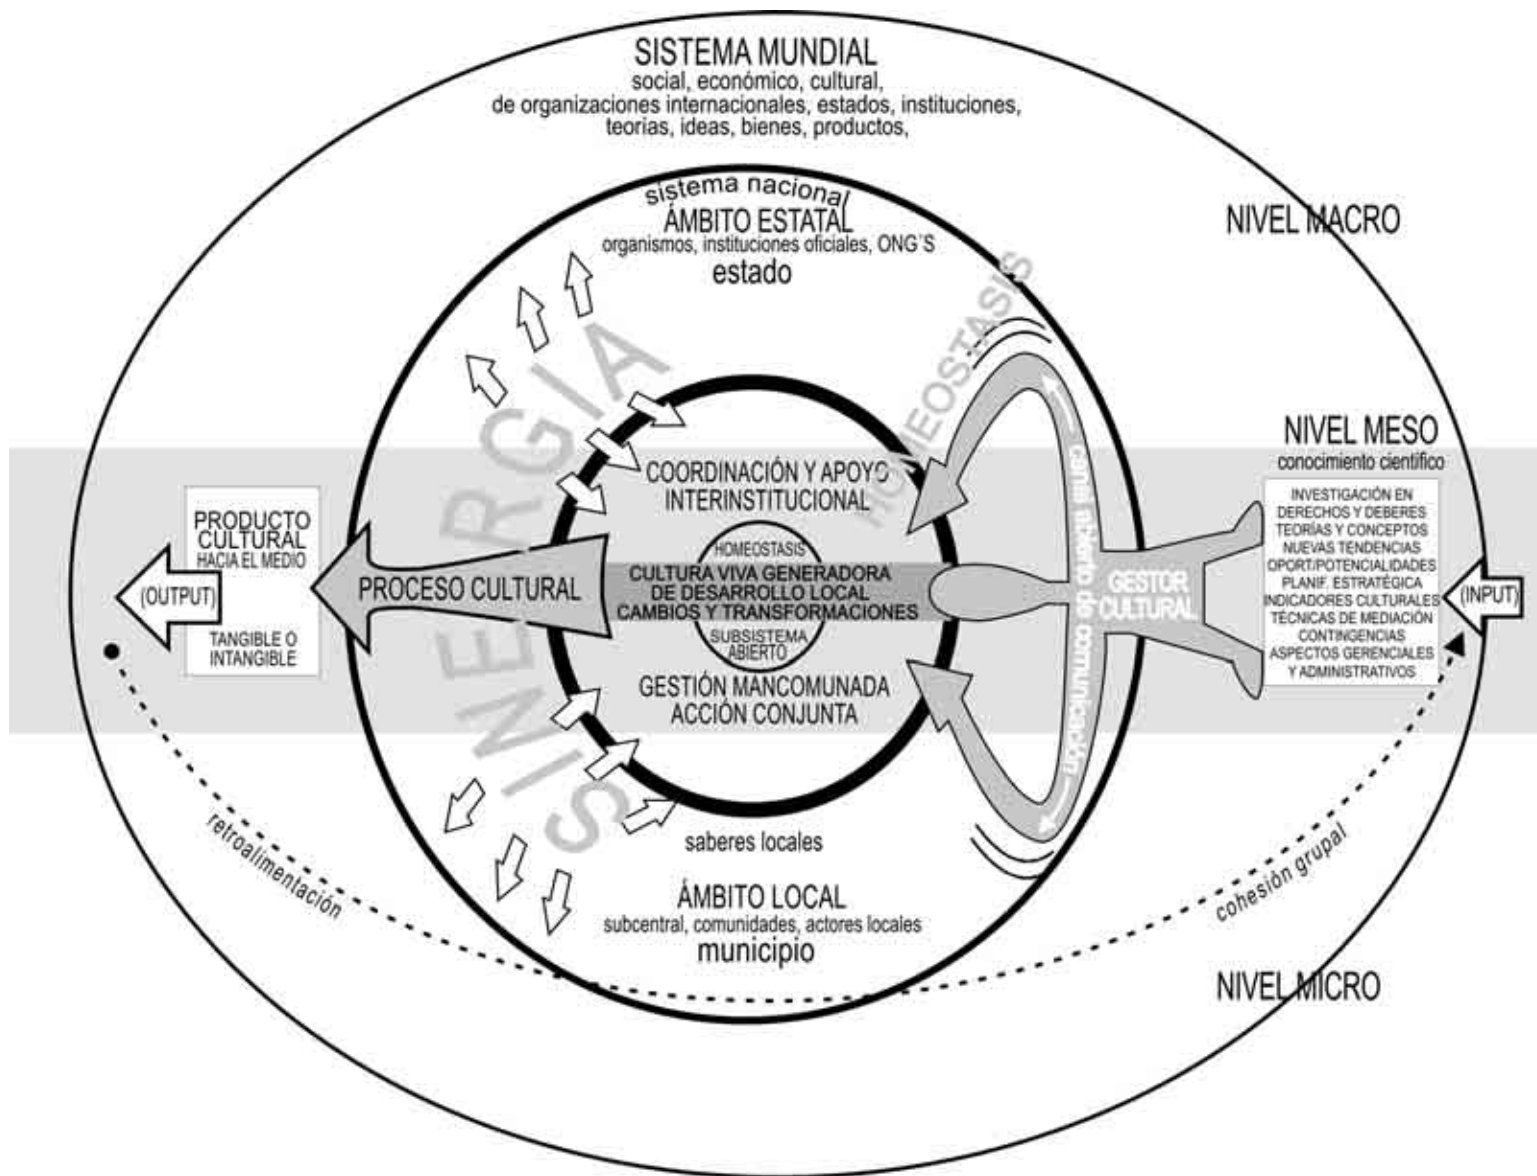 SISTEMA MUNDIAL
social, económico, cultural,
de organizaciones internacionales, estados, instituciones,
teorias, ideas, bienes, productos,
sistema nacional
ÁMBITO ESTATAL
organismos, instituciones oficiales, ONG´S
estado
NIVEL MACRO
HOMEOSTASIS
SINERGIA
COORDINACIÓN Y APOYO
INTERINSTITUCIONAL
HOMEOSTASIS
CULTURA VIVA GENERADORA
DE DESARROLLO LOCAL
CAMBIOS Y TRANSFORMACIONES
SUBSISTEMA
ABIERTO
GESTIÓN MANCOMUNADA
ACCIÓN CONJUNTA
PROCESO CULTURAL
PRODUCTO
CULTURAL
HACIA EL MEDIO
(OUTPUT)
TANGIBLE O
INTANGIBLE
canal abierto de comunicación
GESTOR
CULTURAL
NIVEL MESO
conocimiento científico
INVESTIGACIÓN EN
DERECHOS Y DEBERES
TEORÍAS Y CONCEPTOS
NUEVAS TENDENCIAS
OPORT/POTENCIALIDADES
PLANIF. ESTRATÉGICA
INDICADORES CULTURALES
TÉCNICAS DE MEDIACIÓN
CONTINGENCIAS
ASPECTOS GERENCIALES
Y ADMINISTRATIVOS
(INPUT)
saberes locales
ÁMBITO LOCAL
subcentral, comunidades, actores locales
municipio
retroalimentación
cohesión grupal
NIVEL MICRO